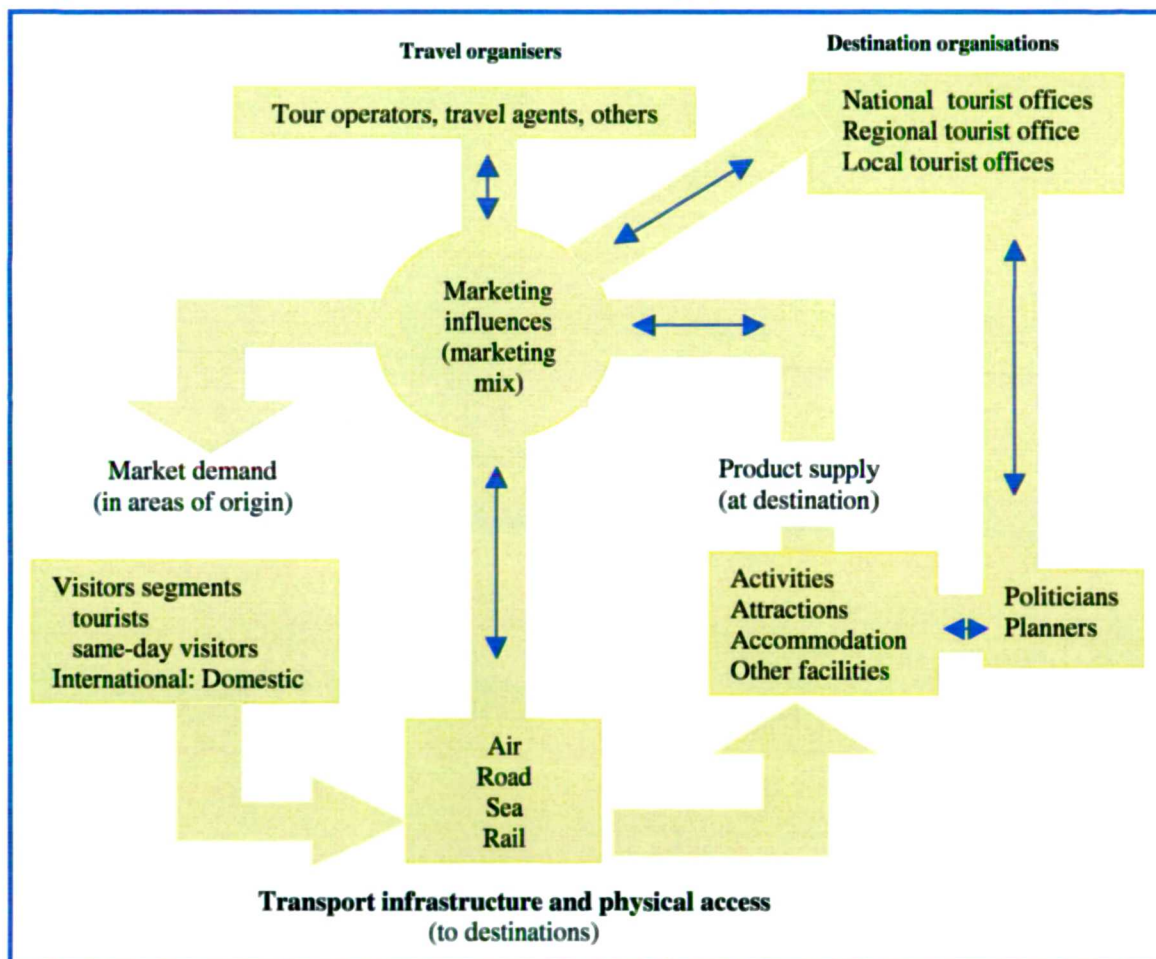 Travel organisers
Destination organisations
Tour operators, travel agents, others
National tourist offices
Regional tourist office
Local tourist offices
Marketing
influences
(marketing
mix)
Market demand
(in areas of origin)
Product supply
(at destination)
Visitors segments
tourists
same-day visitors
International: Domestic
Activities
Attractions
Accommodation
Other facilities
Politicians
Planners
Air
Road
Sea
Rail
Transport infrastructure and physical access
(to destinations)